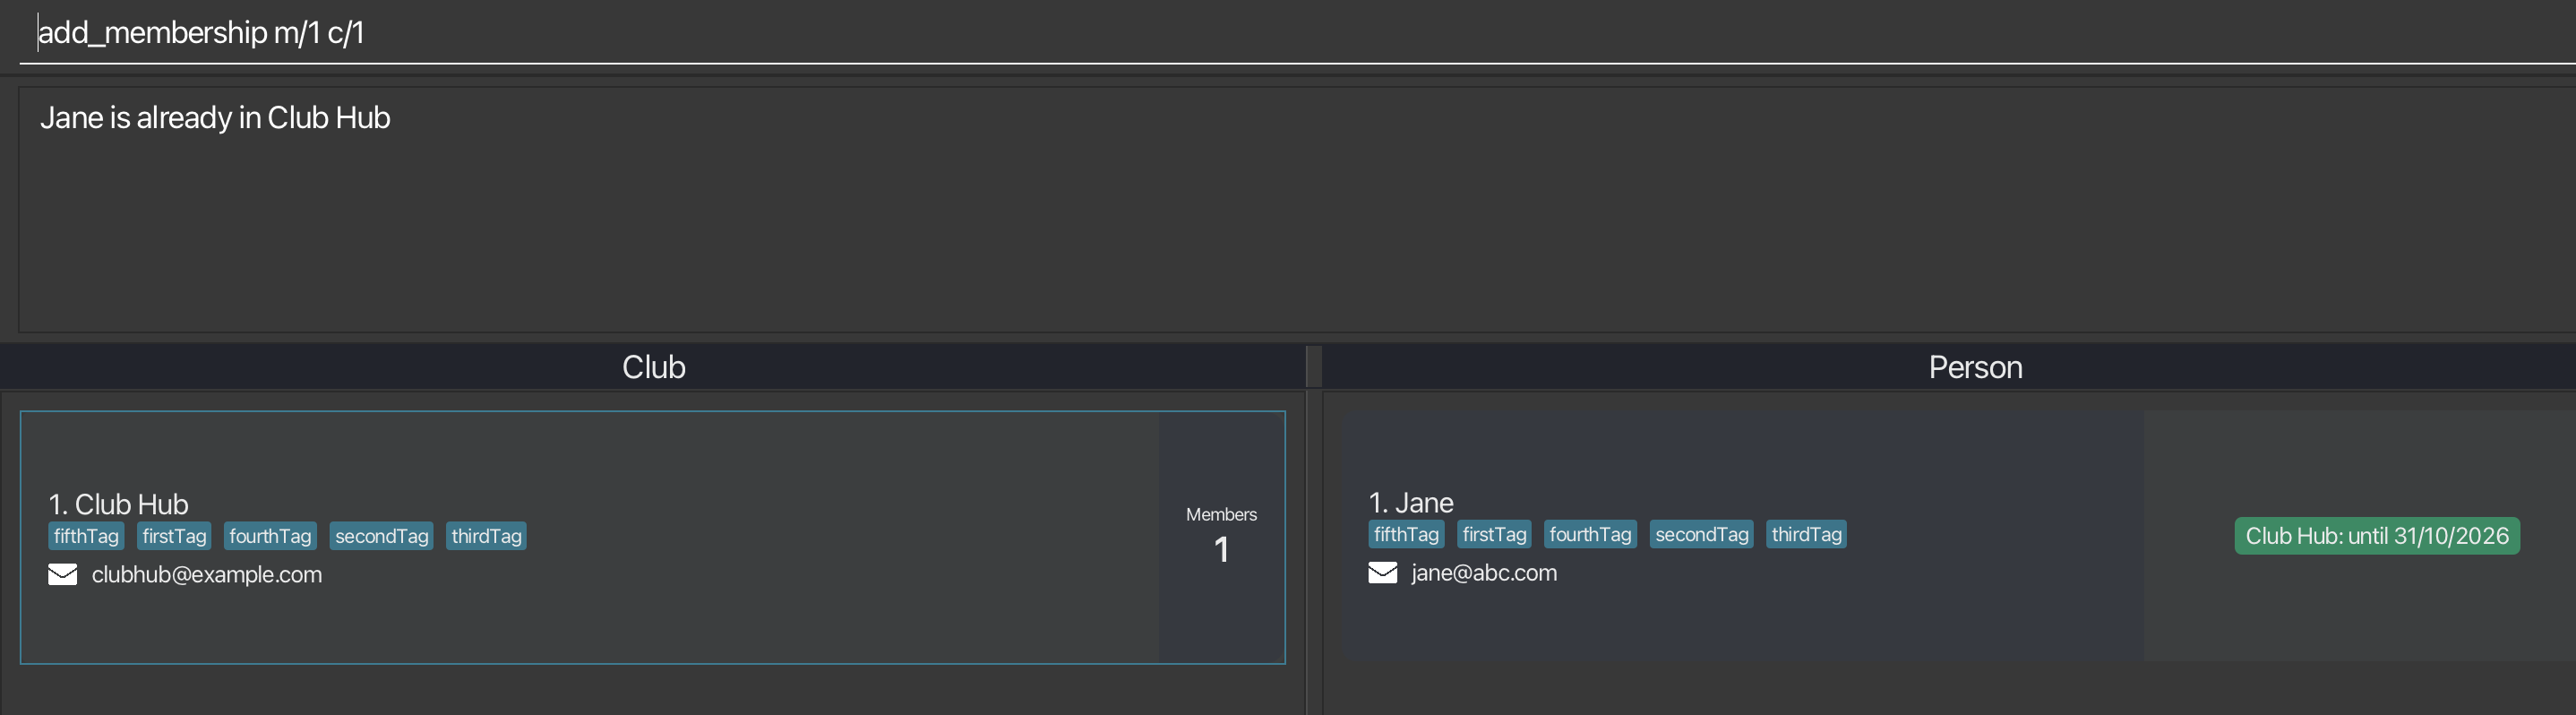 add_membership m/1 c/1
Jane is already in Club Hub
Club
Person
1. Club Hub
fifthTag firstTag fourthTag secondTag thirdTag
clubhub@example.com
Members
1
1. Jane
fifthTag firstTag fourthTag secondTag thirdTag
jane@abc.com
Club Hub: until 31/10/2026